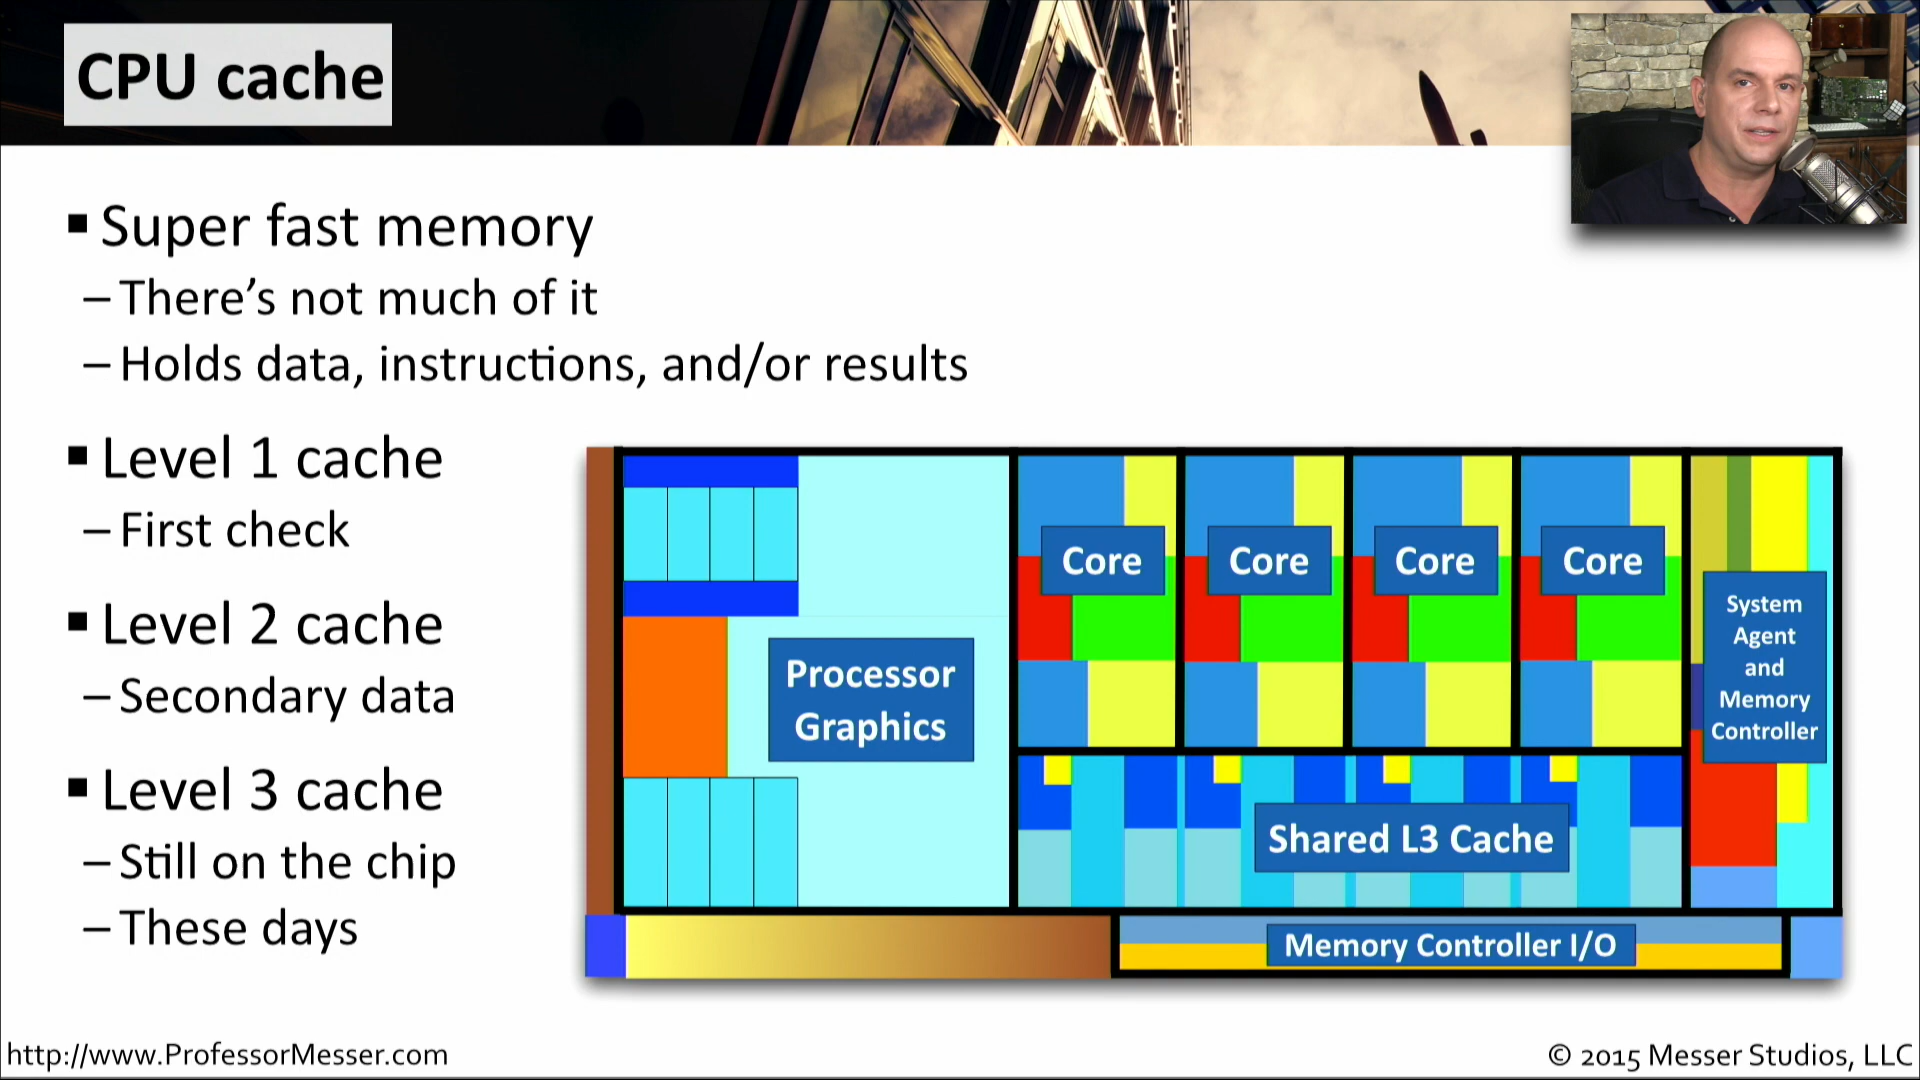 CPU cache
▪ Super fast memory
– There’s not much of it
– Holds data, instructions, and/or results
▪ Level 1 cache
– First check
▪ Level 2 cache
– Secondary data
▪ Level 3 cache
– Still on the chip
– These days
Processor
Graphics
Core
Core
Core
Core
System
Agent
and
Memory
Controller
Shared L3 Cache
Memory Controller I/O
http://www.ProfessorMesser.com
© 2015 Messer Studios, LLC